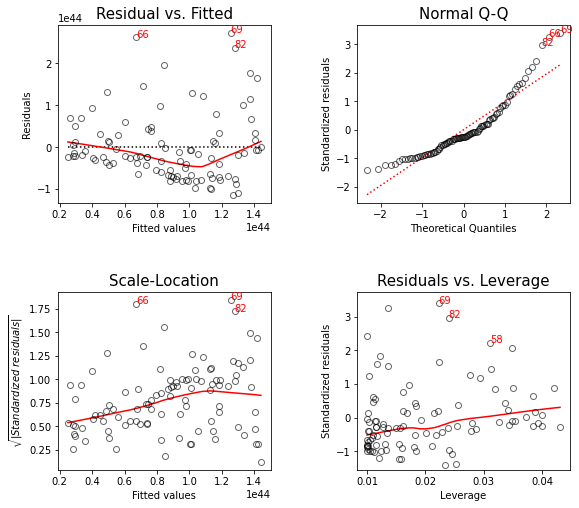 Residual vs. Fitted
1e44
66
69
82
2
1
0
−1
Residuals
0.2 0.4 0.6 0.8 1.0 1.2 1.4
Fitted values
1e44
Normal Q-Q
66
69
82
3
2
1
0
−1
−2
Standardized residuals
−2 −1 0 1 2
Theoretical Quantiles
Scale-Location
66
69
82
1.75
1.50
1.25
1.00
0.75
0.50
0.25
√|Standardized residuals|
0.2 0.4 0.6 0.8 1.0 1.2 1.4
Fitted values
1e44
Residuals vs. Leverage
69
82
58
3
2
1
0
−1
Standardized residuals
0.01 0.02 0.03 0.04
Leverage